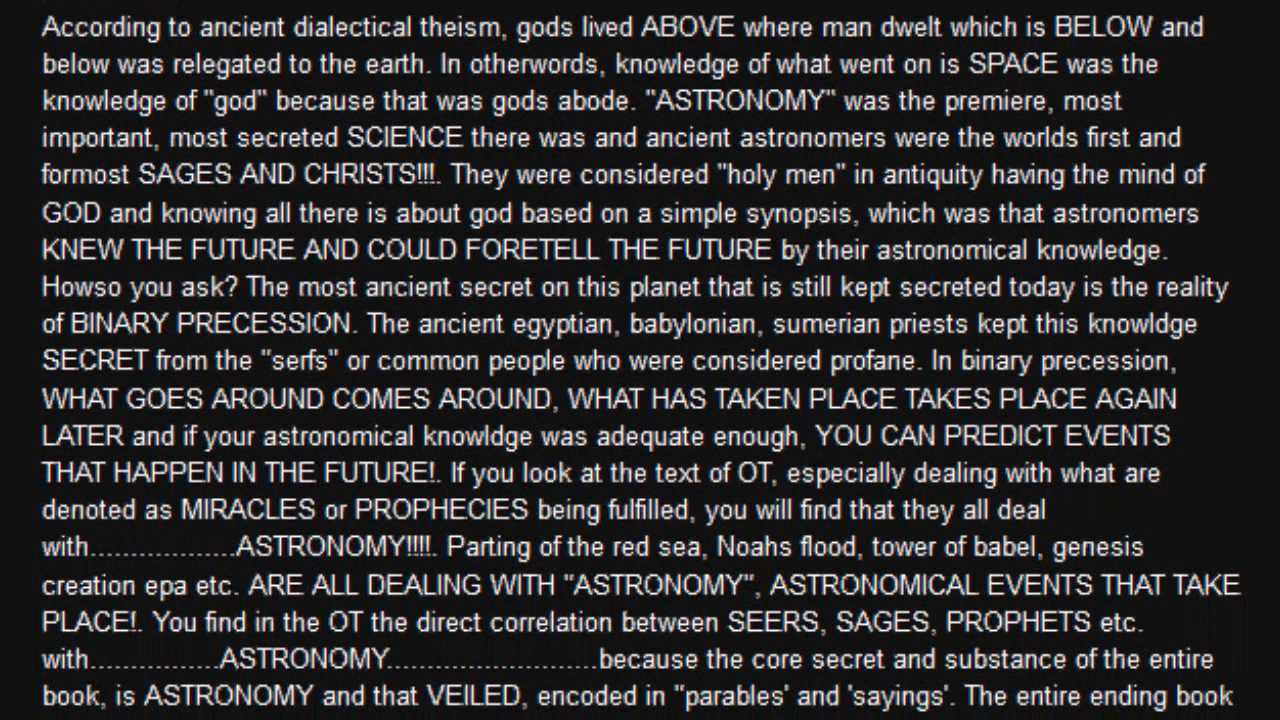 According to ancient dialectical theism, gods lived ABOVE where man dwelt which is BELOW and
below was relegated to the earth. In otherwords, knowledge of what went on is SPACE was the
knowledge of "god" because that was gods abode. "ASTRONOMY" was the premiere, most
important, most secreted SCIENCE there was and ancient astronomers were the worlds first and
formost SAGES AND CHRISTS!!!. They were considered "holy men" in antiquity having the mind of
GOD and knowing all there is about god based on a simple synopsis, which was that astronomers
KNEW THE FUTURE AND COULD FORETELL THE FUTURE by their astronomical knowledge.
Howso you ask? The most ancient secret on this planet that is still kept secreted today is the reality
of BINARY PRECESSION. The ancient egyptian, babylonian, sumerian priests kept this knowldge
SECRET from the "serfs" or common people who were considered profane. In binary precession,
WHAT GOES AROUND COMES AROUND, WHAT HAS TAKEN PLACE TAKES PLACE AGAIN
LATER and if your astronomical knowldge was adequate enough, YOU CAN PREDICT EVENTS
THAT HAPPEN IN THE FUTURE!. If you look at the text of OT, especially dealing with what are
denoted as MIRACLES or PROPHECIES being fulfilled, you will find that they all deal
with..................ASTRONOMY!!!!. Parting of the red sea, Noahs flood, tower of babel, genesis
creation epa etc. ARE ALL DEALING WITH "ASTRONOMY", ASTRONOMICAL EVENTS THAT TAKE
PLACE!. You find in the OT the direct correlation between SEERS, SAGES, PROPHETS etc.
with................ASTRONOMY..........................because the core secret and substance of the entire
book, is ASTRONOMY and that VEILED, encoded in "parables' and 'sayings'. The entire ending book